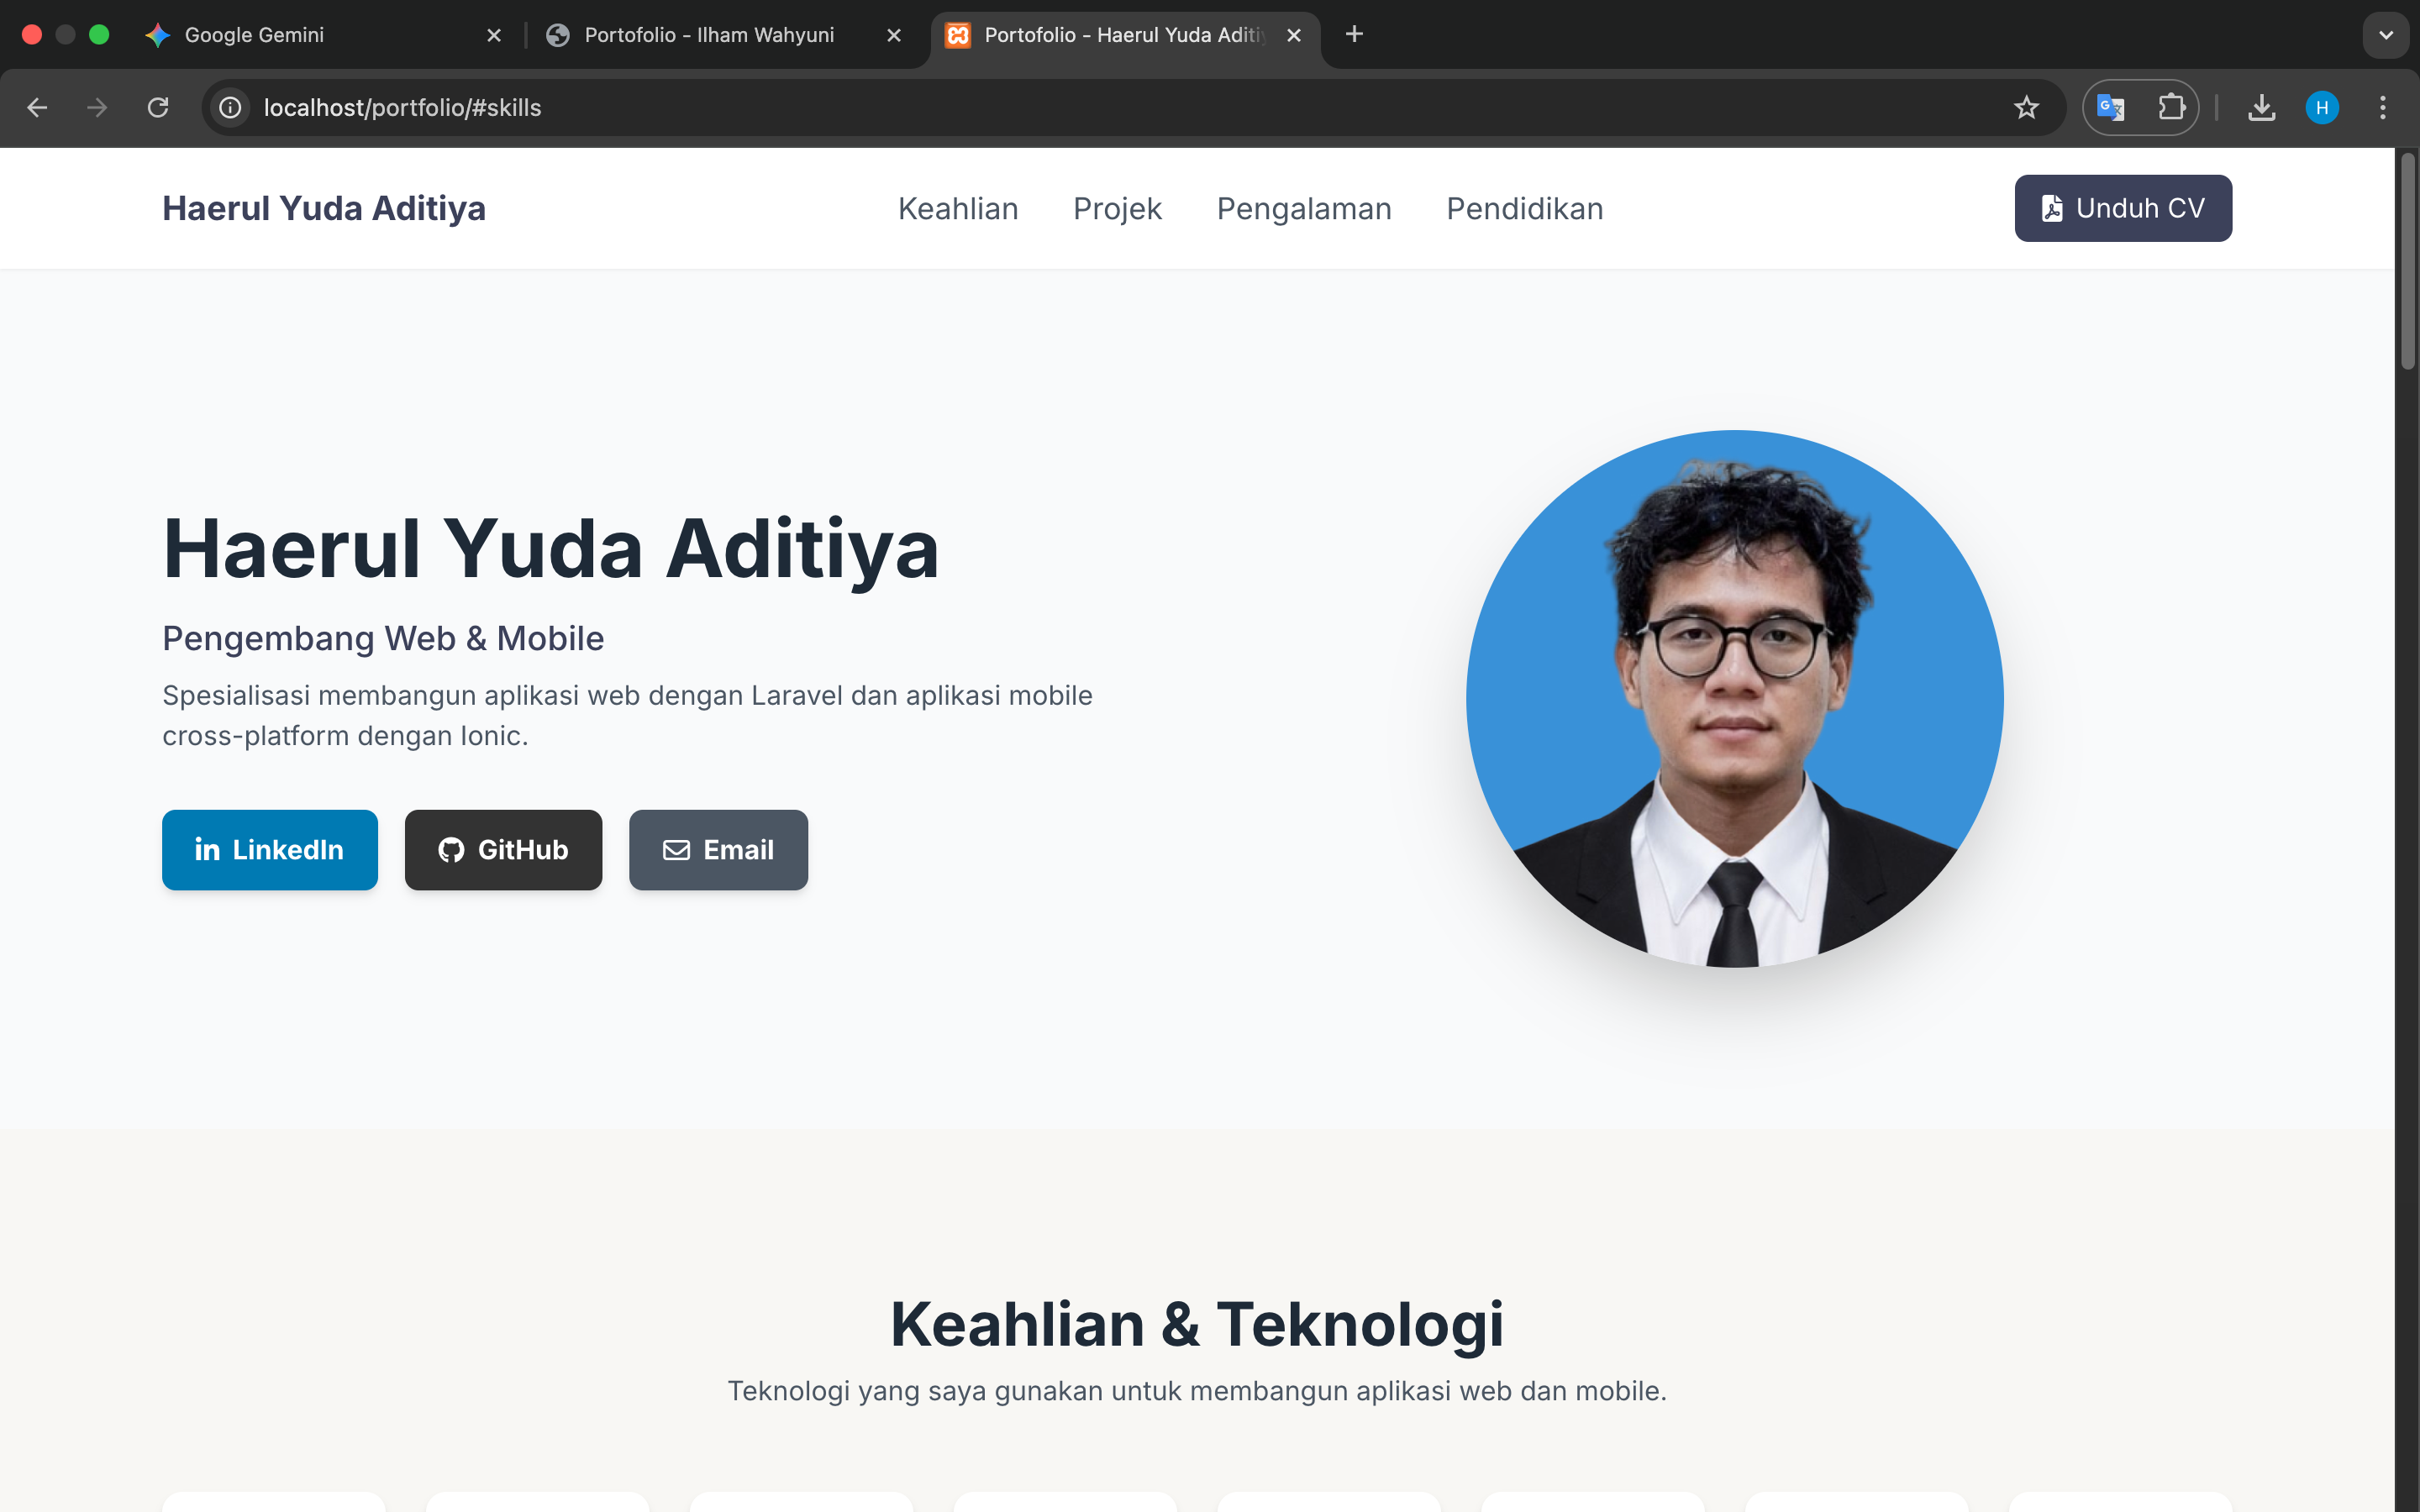 Google Gemini
Portofolio - Ilham Wahyuni
Portofolio - Haerul Yuda Aditiy
localhost/portfolio/#skills
H
Haerul Yuda Aditiya
Keahlian
Projek
Pengalaman
Pendidikan
Unduh CV
Haerul Yuda Aditiya
Pengembang Web & Mobile
Spesialisasi membangun aplikasi web dengan Laravel dan aplikasi mobile
cross-platform dengan Ionic.
in LinkedIn
GitHub
Email
Keahlian & Teknologi
Teknologi yang saya gunakan untuk membangun aplikasi web dan mobile.